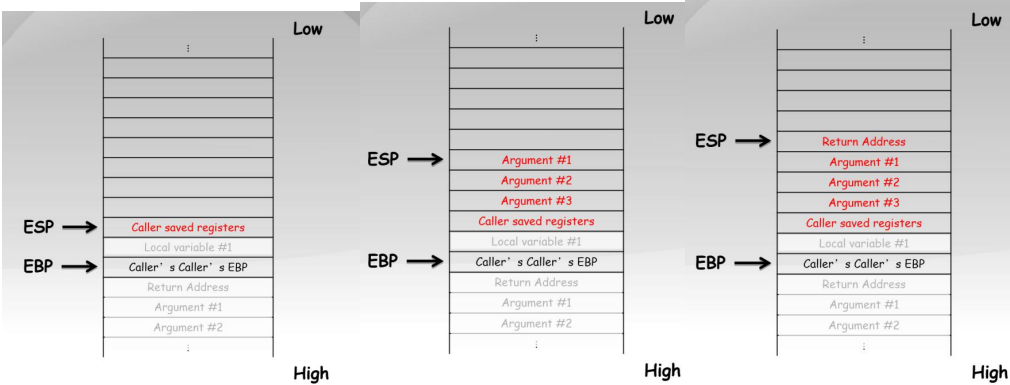 Low
⋮
ESP
Caller saved registers
Local variable #1
EBP
Caller's Caller's EBP
Return Address
Argument #1
Argument #2
⋮
High
Low
⋮
ESP
Argument #1
Argument #2
Argument #3
Caller saved registers
Local variable #1
EBP
Caller's Caller's EBP
Return Address
Argument #1
Argument #2
⋮
High
Low
⋮
ESP
Return Address
Argument #1
Argument #2
Argument #3
Caller saved registers
Local variable #1
EBP
Caller's Caller's EBP
Return Address
Argument #1
Argument #2
⋮
High